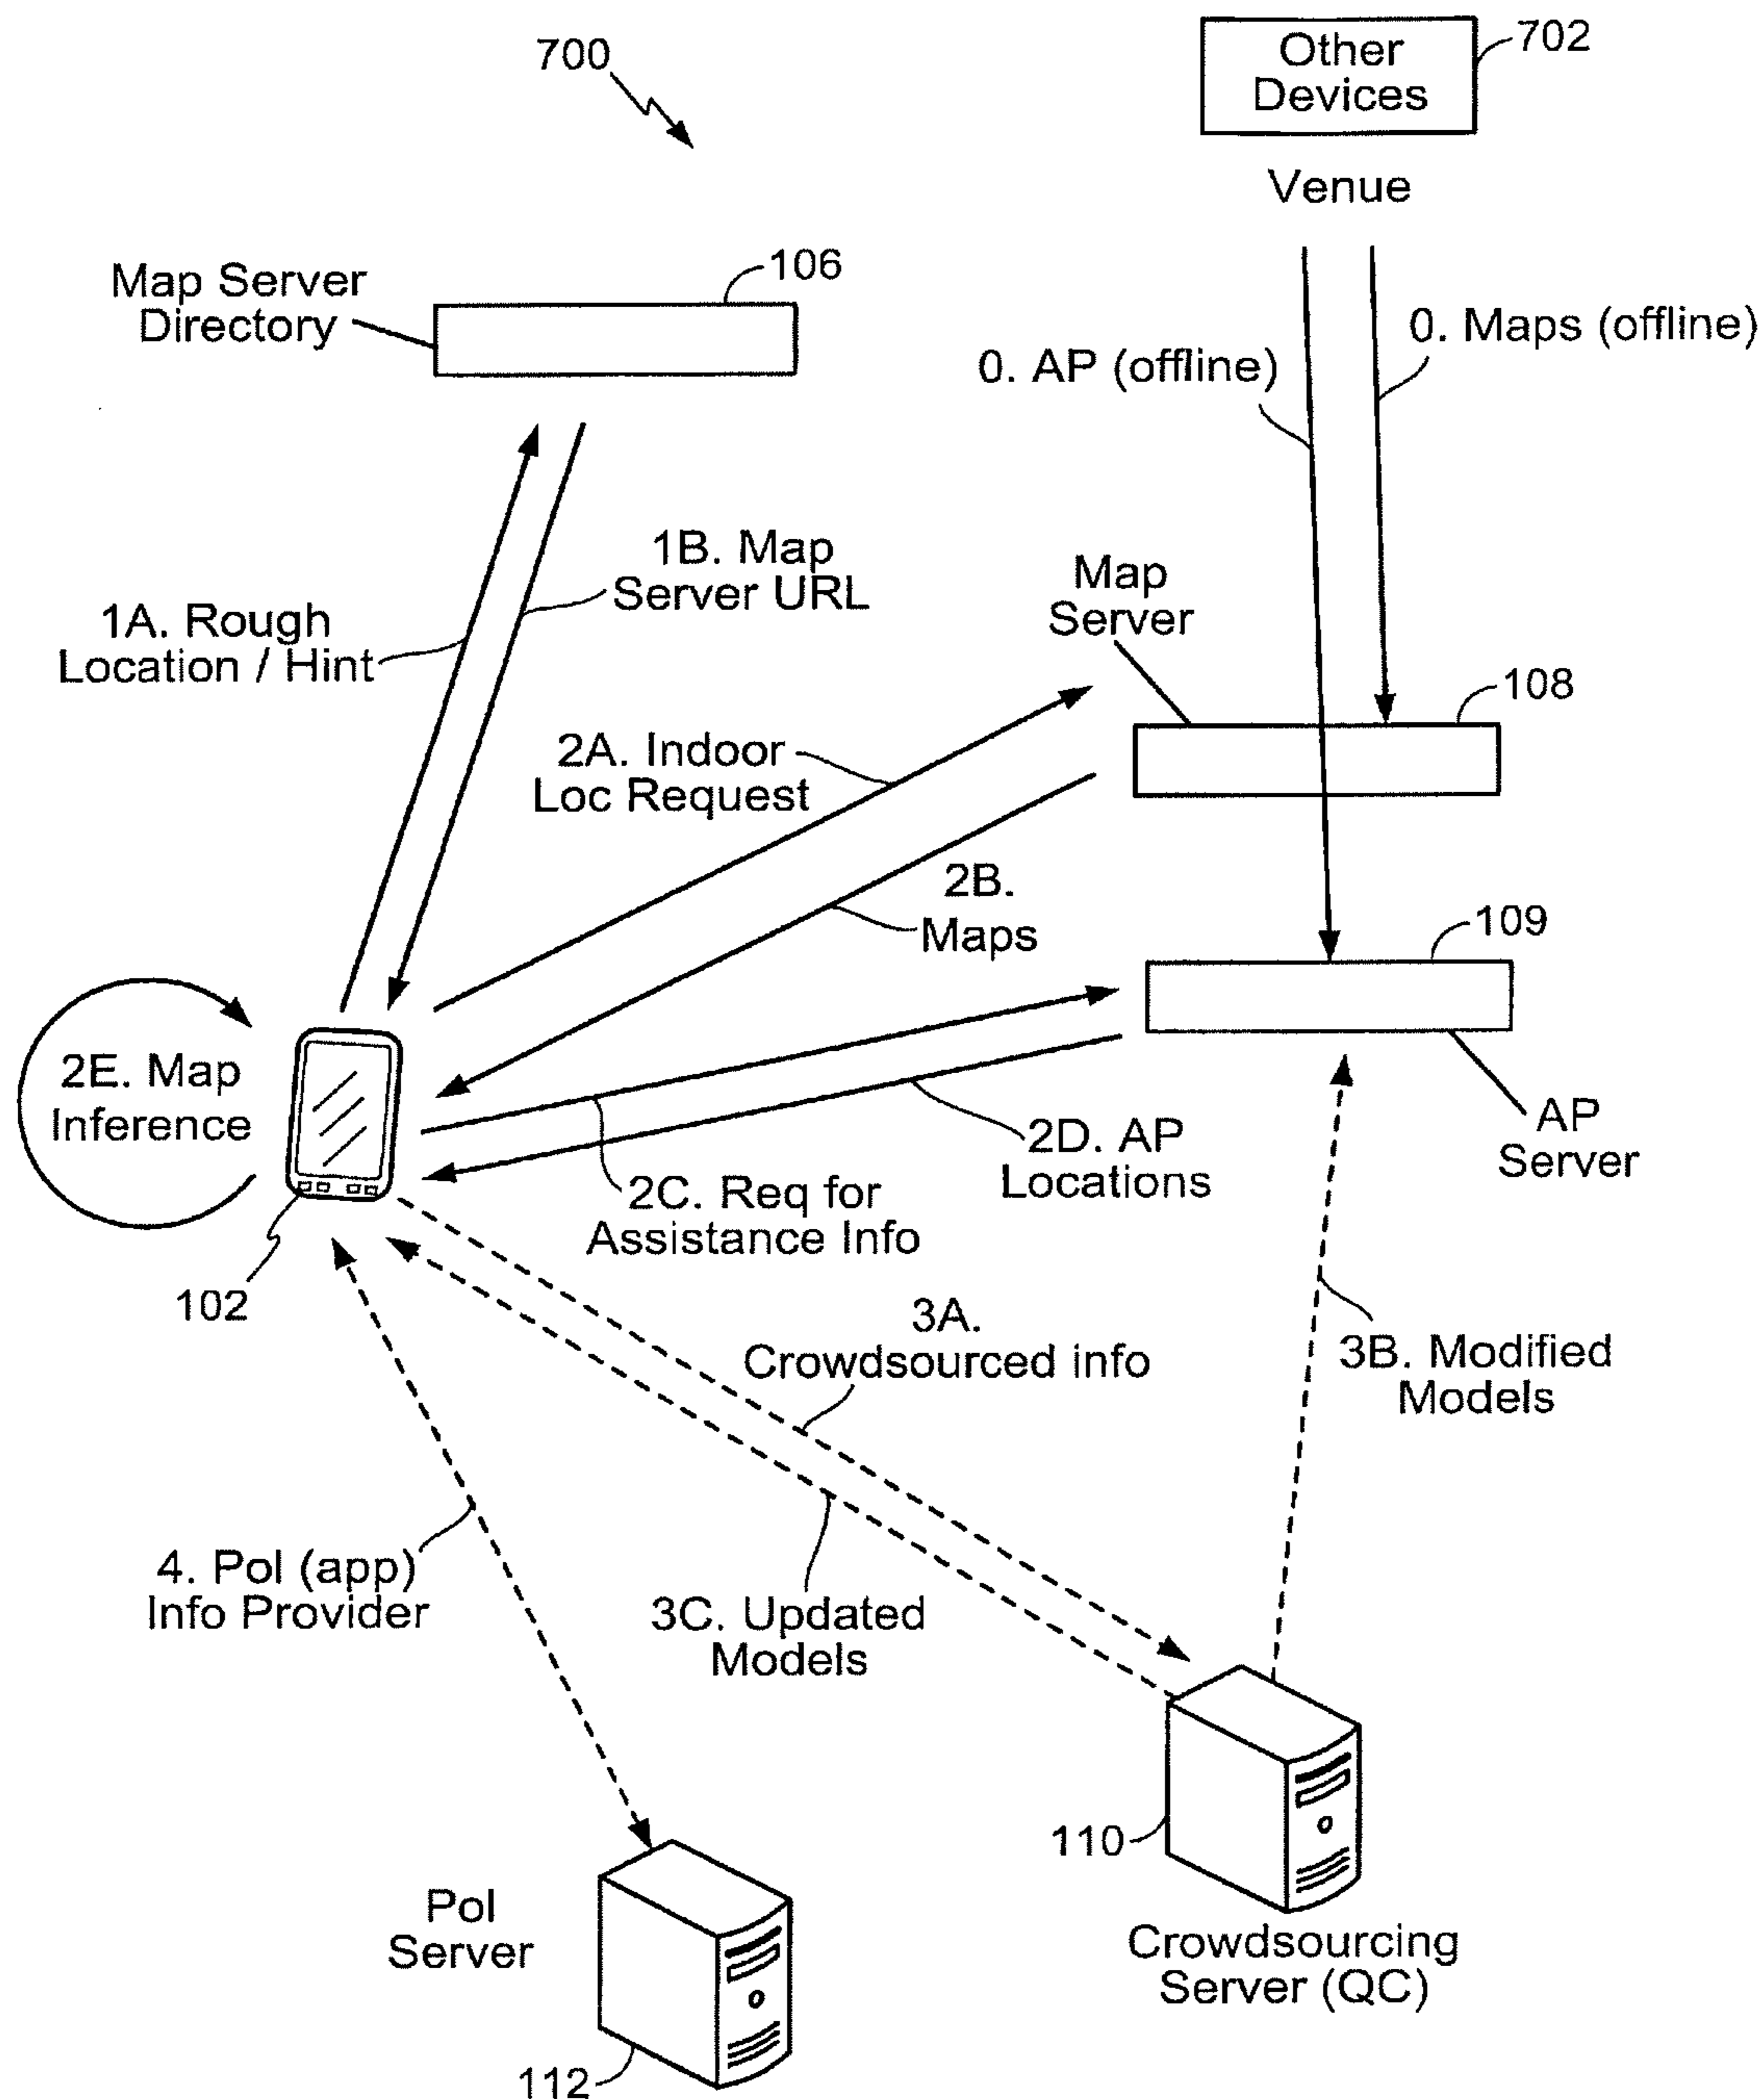 700
Other
Devices
702
Venue
Map Server
Directory
106
0. AP (offline)
0. Maps (offline)
1A. Rough
Location / Hint
1B. Map
Server URL
Map
Server
108
2A. Indoor
Loc Request
2B.
Maps
109
AP
Server
2E. Map
Inference
102
2C. Req for
Assistance Info
2D. AP
Locations
3A.
Crowdsourced info
3B. Modified
Models
3C. Updated
Models
4. PoI (app)
Info Provider
110
Crowdsourcing
Server (QC)
PoI
Server
112